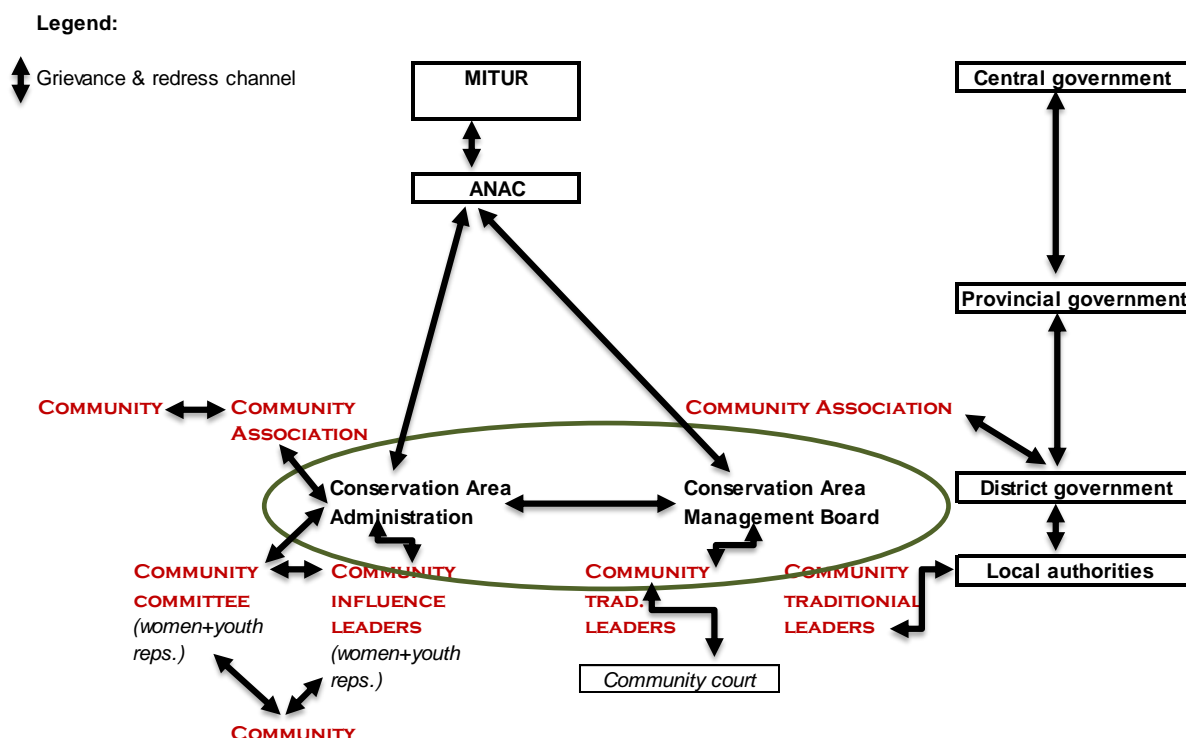 Legend:
Grievance & redress channel
MITUR
Central government
ANAC
Provincial government
COMMUNITY
COMMUNITY
ASSOCIATION
COMMUNITY ASSOCIATION
Conservation Area
Administration
Conservation Area
Management Board
District government
COMMUNITY
COMMITTEE
(women+youth
reps.)
COMMUNITY
INFLUENCE
LEADERS
(women+youth
reps.)
COMMUNITY
TRAD.
LEADERS
COMMUNITY
TRADITIONIAL
LEADERS
Local authorities
Community court
COMMUNITY